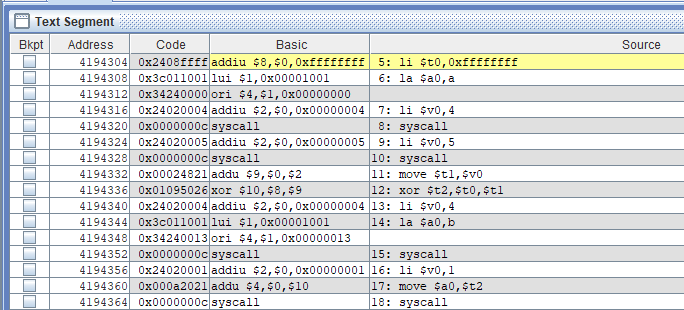 Text Segment
Bkpt Address Code Basic Source
4194304 0x2408ffff addiu $8,$0,0xffffffff 5: li $t0,0xffffffff
4194308 0x3c011001 lui $1,0x00001001 6: la $a0,a
4194312 0x34240000 ori $4,$1,0x00000000
4194316 0x24020004 addiu $2,$0,0x00000004 7: li $v0,4
4194320 0x0000000c syscall 8: syscall
4194324 0x24020005 addiu $2,$0,0x00000005 9: li $v0,5
4194328 0x0000000c syscall 10: syscall
4194332 0x00024821 addu $9,$0,$2 11: move $t1,$v0
4194336 0x01095026 xor $10,$8,$9 12: xor $t2,$t0,$t1
4194340 0x24020004 addiu $2,$0,0x00000004 13: li $v0,4
4194344 0x3c011001 lui $1,0x00001001 14: la $a0,b
4194348 0x34240013 ori $4,$1,0x00000013
4194352 0x0000000c syscall 15: syscall
4194356 0x24020001 addiu $2,$0,0x00000001 16: li $v0,1
4194360 0x000a2021 addu $4,$0,$10 17: move $a0,$t2
4194364 0x0000000c syscall 18: syscall